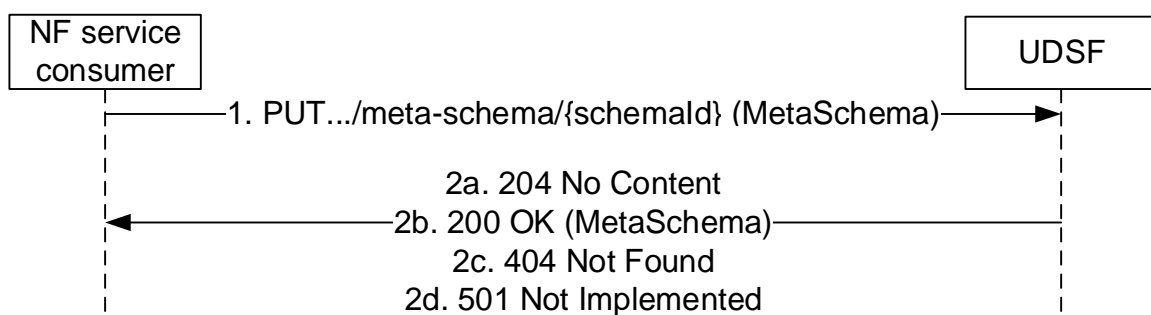 NF service
consumer
UDSF
1. PUT.../meta-schema/{schemaId} (MetaSchema)
2a. 204 No Content
2b. 200 OK (MetaSchema)
2c. 404 Not Found
2d. 501 Not Implemented